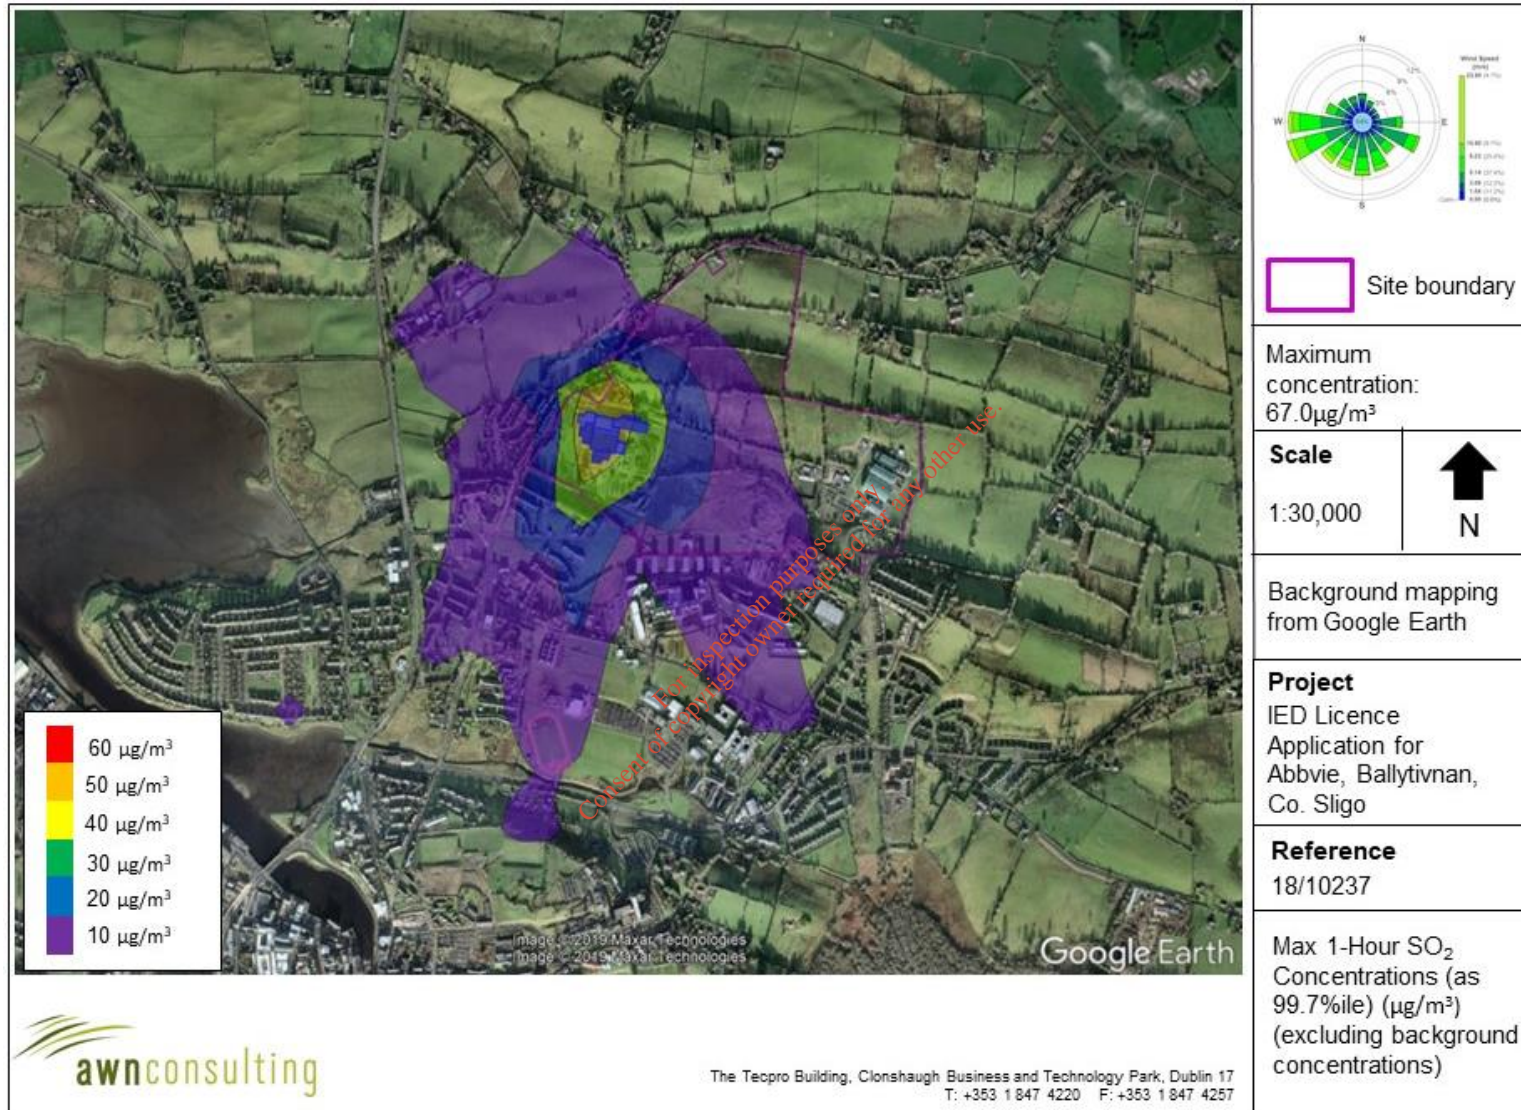 N
W
E
S
Wind Speed
Site boundary
Maximum
concentration:
67.0µg/m³
Scale
1:30,000
N
Background mapping
from Google Earth
Project
IED Licence
Application for
Abbvie, Ballytivnan,
Co. Sligo
Reference
18/10237
Max 1-Hour SO₂
Concentrations (as
99.7%ile) (µg/m³)
(excluding background
concentrations)
For inspection purposes only.
Consent of copyright owner required for any other use.
60 µg/m³
50 µg/m³
40 µg/m³
30 µg/m³
20 µg/m³
10 µg/m³
Image © 2019 Maxar Technologies
Image © 2019 Maxar Technologies
Google Earth
awnconsulting
The Tecpro Building, Clonshaugh Business and Technology Park, Dublin 17
T: +353 1 847 4220 F: +353 1 847 4257